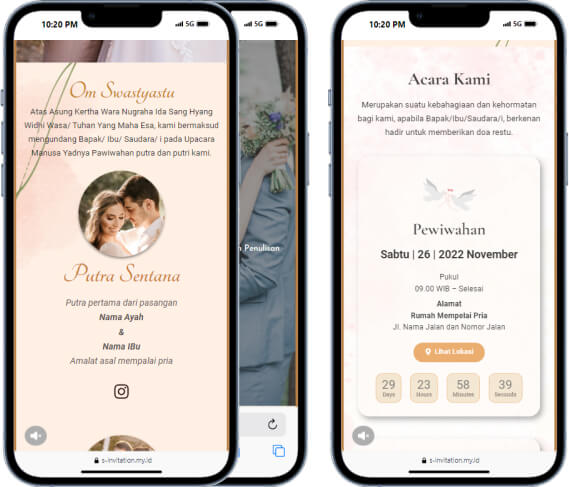 10:20 PM
5G
Om Swastyastu
Atas Asung Kertha Wara Nugraha Ida Sang Hyang
Widhi Wasa/ Tuhan Yang Maha Esa, kami bermaksud
mengundang Bapak/ Ibu/ Saudara/ i pada Upacara
Manusa Yadnya Pawiwahan putra dan putri kami.
Putra Sentana
Putra pertama dari pasangan
Nama Ayah
&
Nama IBu
Amalat asal mempalai pria
s-invitation.my.id
5G
Penulisan
10:20 PM
5G
Acara Kami
Merupakan suatu kebahagiaan dan kehormatan
bagi kami, apabila Bapak/Ibu/Saudara/i, berkenan
hadir untuk memberikan doa restu.
Pewiwahan
Sabtu | 26 | 2022 November
Pukul
09.00 WIB – Selesai
Alamat
Rumah Mempelai Pria
Jl. Nama Jalan dan Nomor Jalan
Lihat Lokasi
29 23 58 39
Days Hours Minutes Seconds
s-invitation.my.id